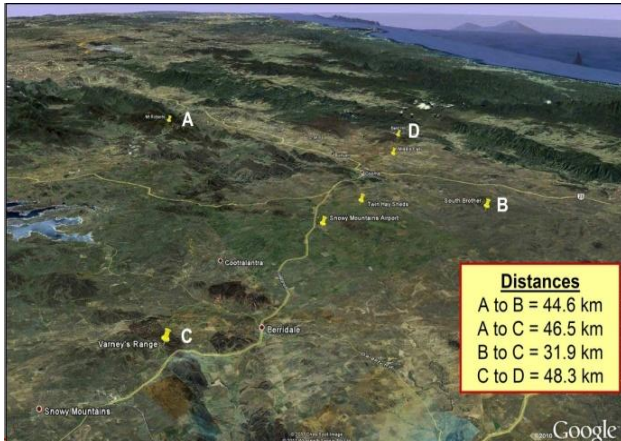 A
D
South Brother
B
Twin Hay Sheds
Snowy Mountains Airport
Cootralantra
Varney's Range
C
Berridale
Snowy Mountains
Distances
A to B = 44.6 km
A to C = 46.5 km
B to C = 31.9 km
C to D = 48.3 km
©2010 Google